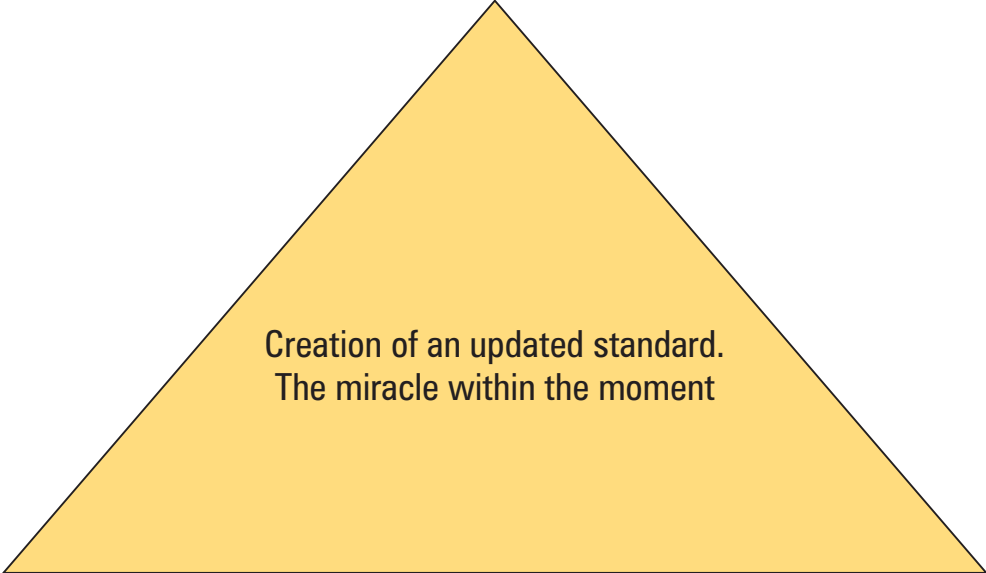 Creation of an updated standard.
The miracle within the moment